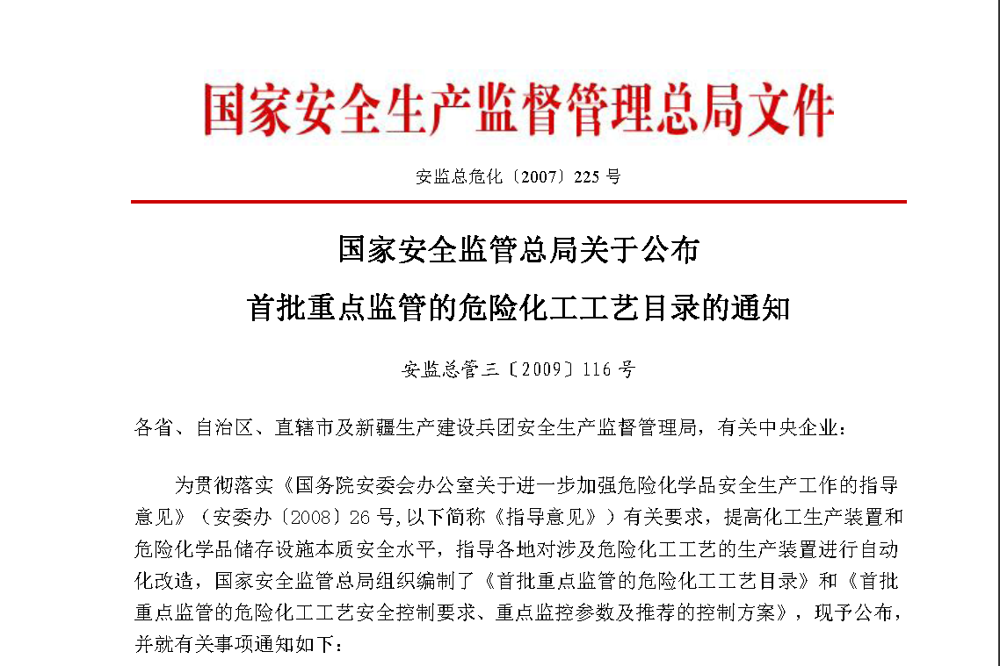 国家安全生产监督管理总局文件
安监总危化〔2007〕225 号
国家安全监管总局关于公布
首批重点监管的危险化工工艺目录的通知
安监总管三〔2009〕116 号
各省、自治区、直辖市及新疆生产建设兵团安全生产监督管理局，有关中央企业：
为贯彻落实《国务院安委会办公室关于进一步加强危险化学品安全生产工作的指导
意见》（安委办〔2008〕26 号,以下简称《指导意见》）有关要求，提高化工生产装置和
危险化学品储存设施本质安全水平，指导各地对涉及危险化工工艺的生产装置进行自动
化改造，国家安全监管总局组织编制了《首批重点监管的危险化工工艺目录》和《首批
重点监管的危险化工工艺安全控制要求、重点监控参数及推荐的控制方案》，现予公布，
并就有关事项通知如下：